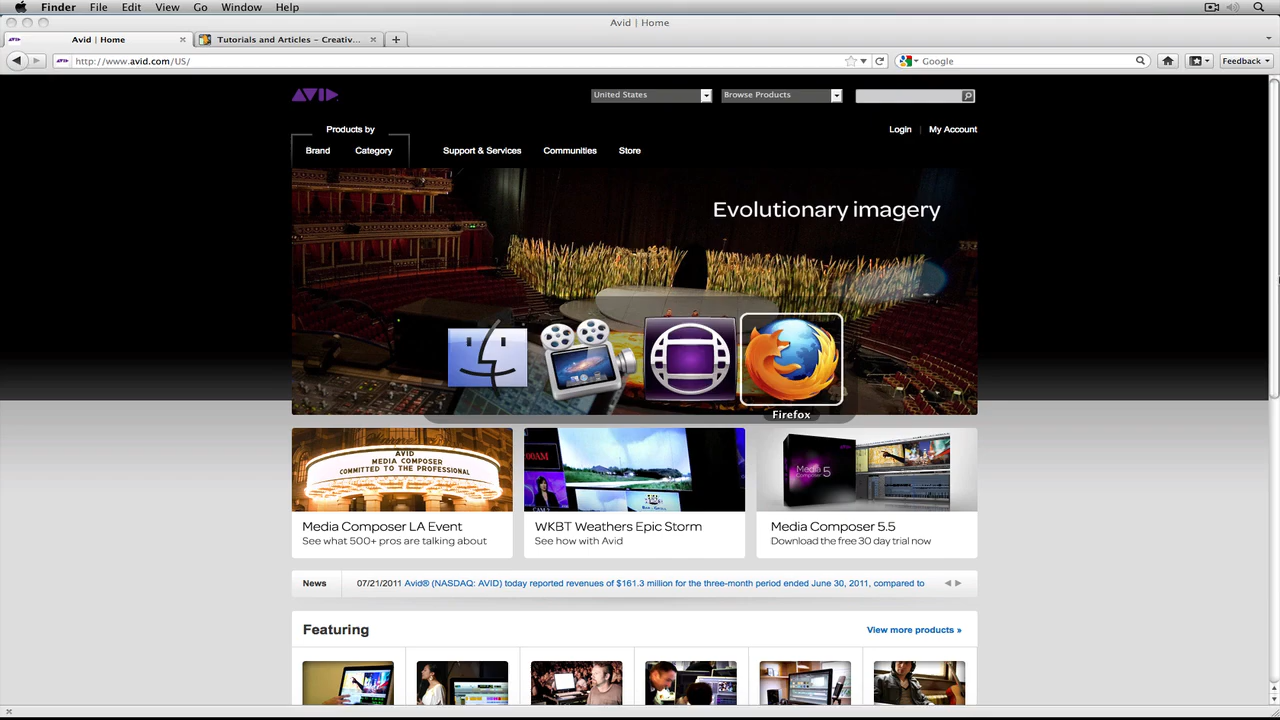 Finder File Edit View Go Window Help
Avid | Home
Avid | Home Tutorials and Articles – Creativ...
http://www.avid.com/US/ Google Feedback
AVID United States Browse Products
Products by Login | My Account
Brand Category Support & Services Communities Store
Evolutionary imagery
Firefox
AVID
MEDIA COMPOSER
COMMITTED TO THE PROFESSIONAL
Media Composer 5
Media Composer LA Event
See what 500+ pros are talking about
WKBT Weathers Epic Storm
See how with Avid
Media Composer 5.5
Download the free 30 day trial now
News 07/21/2011 Avid® (NASDAQ: AVID) today reported revenues of $161.3 million for the three-month period ended June 30, 2011, compared to
Featuring View more products »